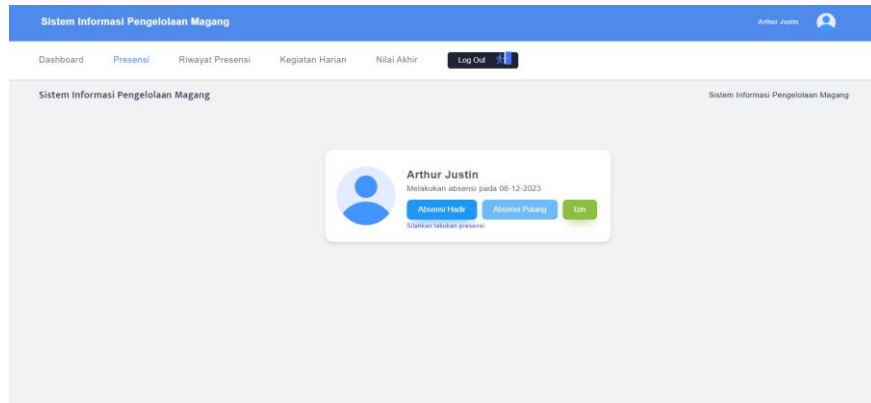 Sistem Informasi Pengelolaan Magang
Arthur Justin
Dashboard Presensi Riwayat Presensi Kegiatan Harian Nilai Akhir Log Out
Sistem Informasi Pengelolaan Magang
Sistem Informasi Pengelolaan Magang
Arthur Justin
Melakukan absensi pada 06-12-2023
Absensi Hadir Absensi Pulang Izin
Silahkan lakukan presensi